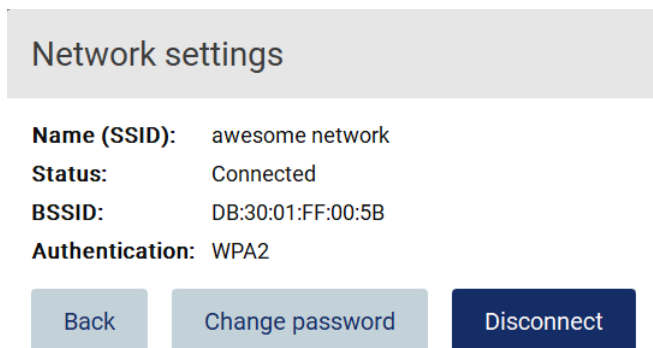 Network settings
Name (SSID): awesome network
Status: Connected
BSSID: DB:30:01:FF:00:5B
Authentication: WPA2
Back Change password Disconnect